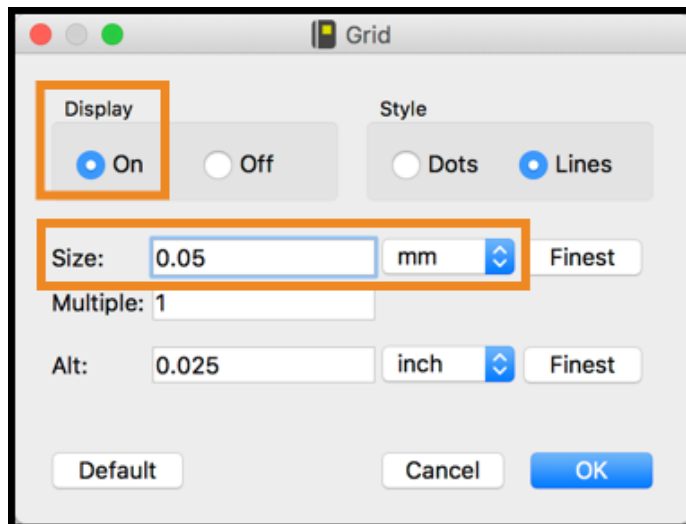 Grid
Display Style
On Off Dots Lines
Size: 0.05 mm Finest
Multiple: 1
Alt: 0.025 inch Finest
Default Cancel OK